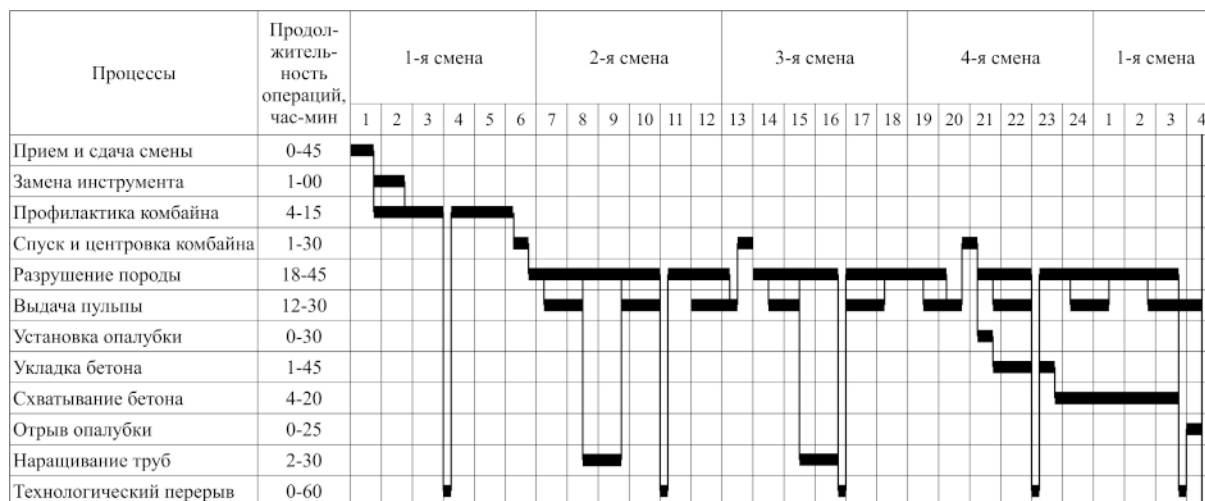 Процессы
Продол-
житель-
ность
операций,
час-мин
1-я смена 2-я смена 3-я смена 4-я смена 1-я смена
1 2 3 4 5 6 7 8 9 10 11 12 13 14 15 16 17 18 19 20 21 22 23 24 1 2 3 4
Прием и сдача смены 0-45
Замена инструмента 1-00
Профилактика комбайна 4-15
Спуск и центровка комбайна 1-30
Разрушение породы 18-45
Выдача пульпы 12-30
Установка опалубки 0-30
Укладка бетона 1-45
Схватывание бетона 4-20
Отрыв опалубки 0-25
Наращивание труб 2-30
Технологический перерыв 0-60